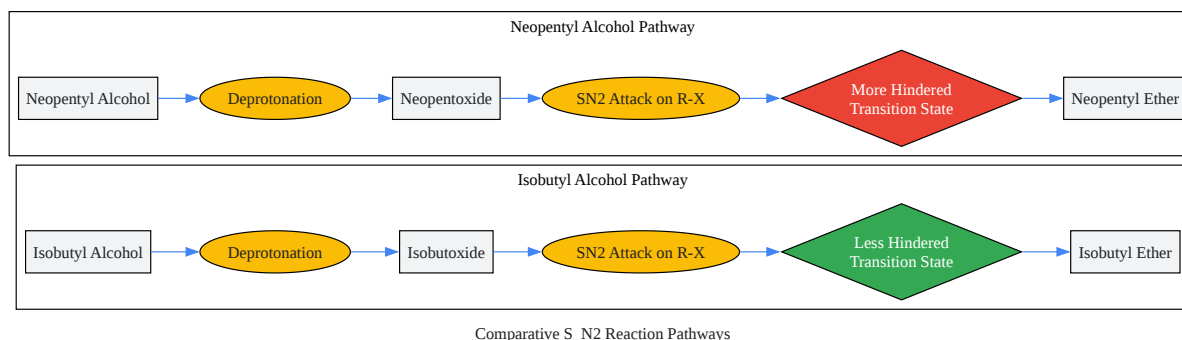 Neopentyl Alcohol Pathway
Neopentyl Alcohol
Deprotonation
Neopentoxide
SN2 Attack on R-X
More Hindered
Transition State
Neopentyl Ether
Isobutyl Alcohol Pathway
Isobutyl Alcohol
Deprotonation
Isobutoxide
SN2 Attack on R-X
Less Hindered
Transition State
Isobutyl Ether
Comparative S_N2 Reaction Pathways